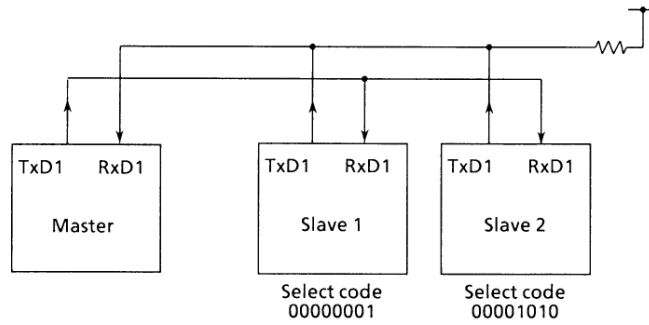 TxD1 RxD1
Master
TxD1 RxD1
Slave 1
Select code
00000001
TxD1 RxD1
Slave 2
Select code
00001010